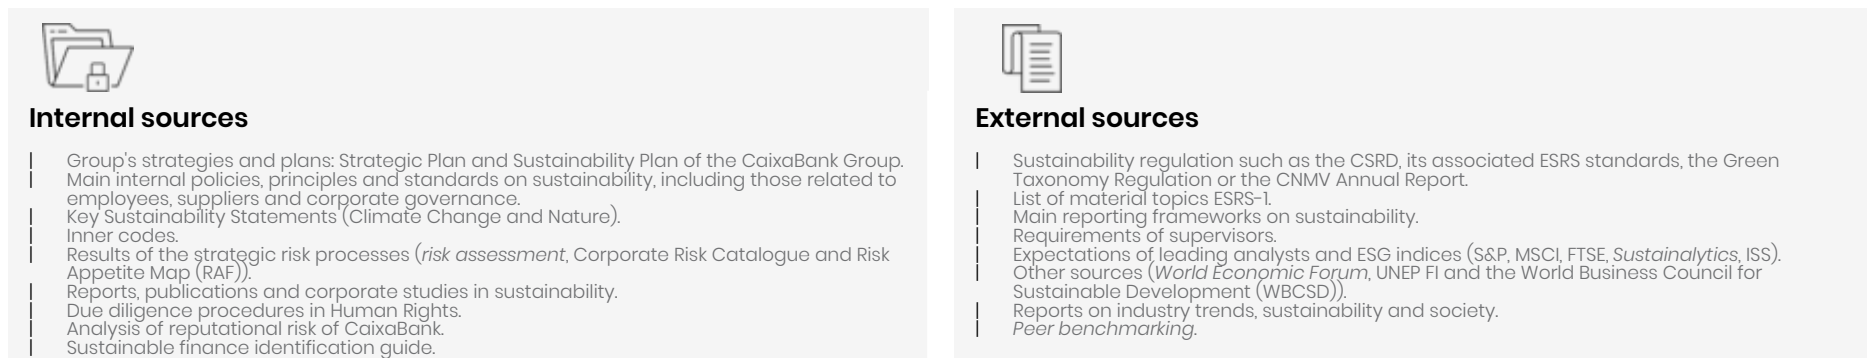 Internal sources
| Group's strategies and plans: Strategic Plan and Sustainability Plan of the CaixaBank Group.
| Main internal policies, principles and standards on sustainability, including those related to
employees, suppliers and corporate governance.
| Key Sustainability Statements (Climate Change and Nature).
| Inner codes.
| Results of the strategic risk processes (risk assessment, Corporate Risk Catalogue and Risk
Appetite Map (RAF)).
| Reports, publications and corporate studies in sustainability.
| Due diligence procedures in Human Rights.
| Analysis of reputational risk of CaixaBank.
| Sustainable finance identification guide.
External sources
| Sustainability regulation such as the CSRD, its associated ESRS standards, the Green
Taxonomy Regulation or the CNMV Annual Report.
| List of material topics ESRS-1.
| Main reporting frameworks on sustainability.
| Requirements of supervisors.
| Expectations of leading analysts and ESG indices (S&P, MSCI, FTSE, Sustainalytics, ISS).
| Other sources (World Economic Forum, UNEP FI and the World Business Council for
Sustainable Development (WBCSD)).
| Reports on industry trends, sustainability and society.
| Peer benchmarking.